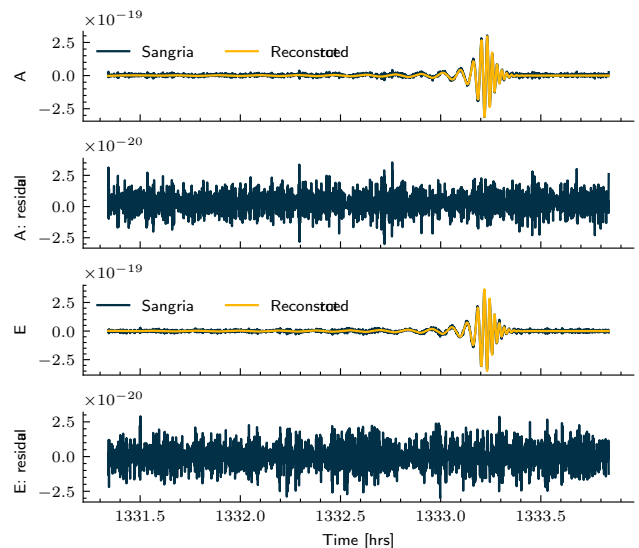 ×10−19
2.5
0.0
−2.5
A
Sangria
Reconstructed
×10−20
2.5
0.0
−2.5
A: residual
×10−19
2.5
0.0
−2.5
E
Sangria
Reconstructed
×10−20
2.5
0.0
−2.5
E: residual
1331.5 1332.0 1332.5 1333.0 1333.5
Time [hrs]